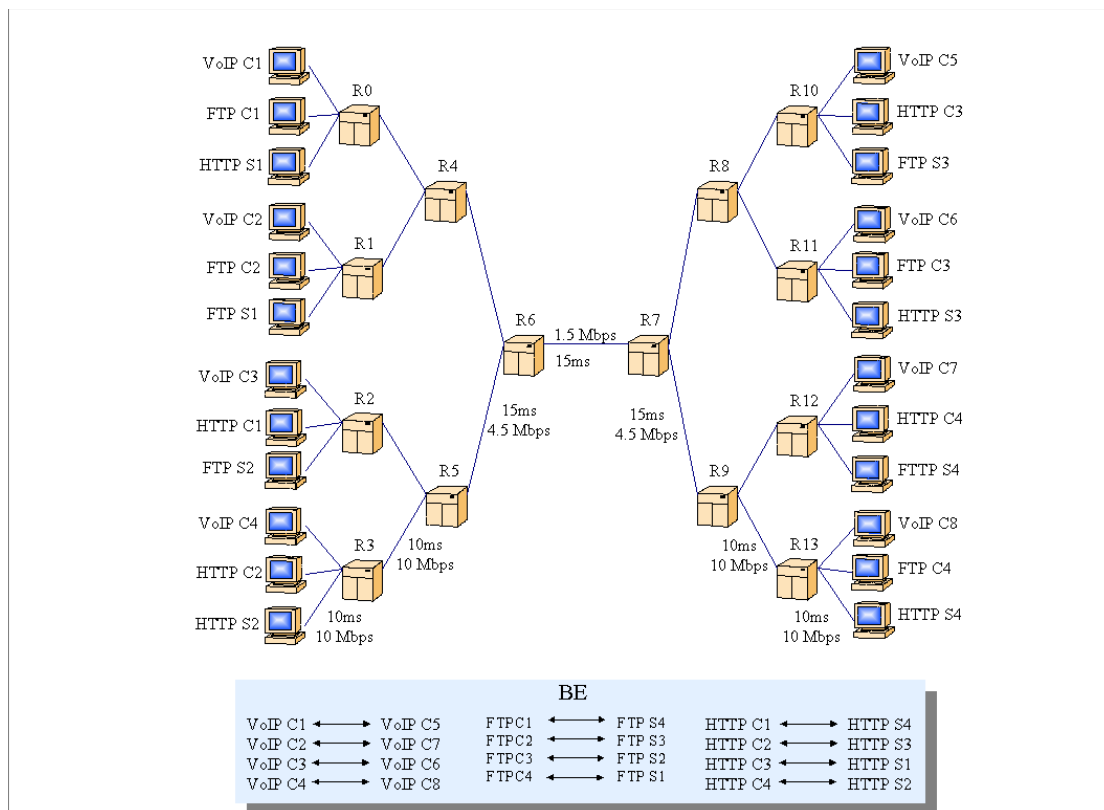 VoIP C1
FTP C1
HTTP S1
R0
VoIP C2
FTP C2
FTP S1
R1
R4
VoIP C3
HTTP C1
FTP S2
R2
VoIP C4
HTTP C2
HTTP S2
R3
R5
10ms
10 Mbps
10ms
10 Mbps
R6
15ms
4.5 Mbps
1.5 Mbps
15ms
R7
15ms
4.5 Mbps
R8
R10
VoIP C5
HTTP C3
FTP S3
R11
VoIP C6
FTP C3
HTTP S3
R9
R12
VoIP C7
HTTP C4
FTTP S4
10ms
10 Mbps
R13
10ms
10 Mbps
VoIP C8
FTP C4
HTTP S4
BE
VoIP C1 VoIP C5
VoIP C2 VoIP C7
VoIP C3 VoIP C6
VoIP C4 VoIP C8
FTPC1 FTP S4
FTPC2 FTP S3
FTPC3 FTP S2
FTPC4 FTP S1
HTTP C1 HTTP S4
HTTP C2 HTTP S3
HTTP C3 HTTP S1
HTTP C4 HTTP S2